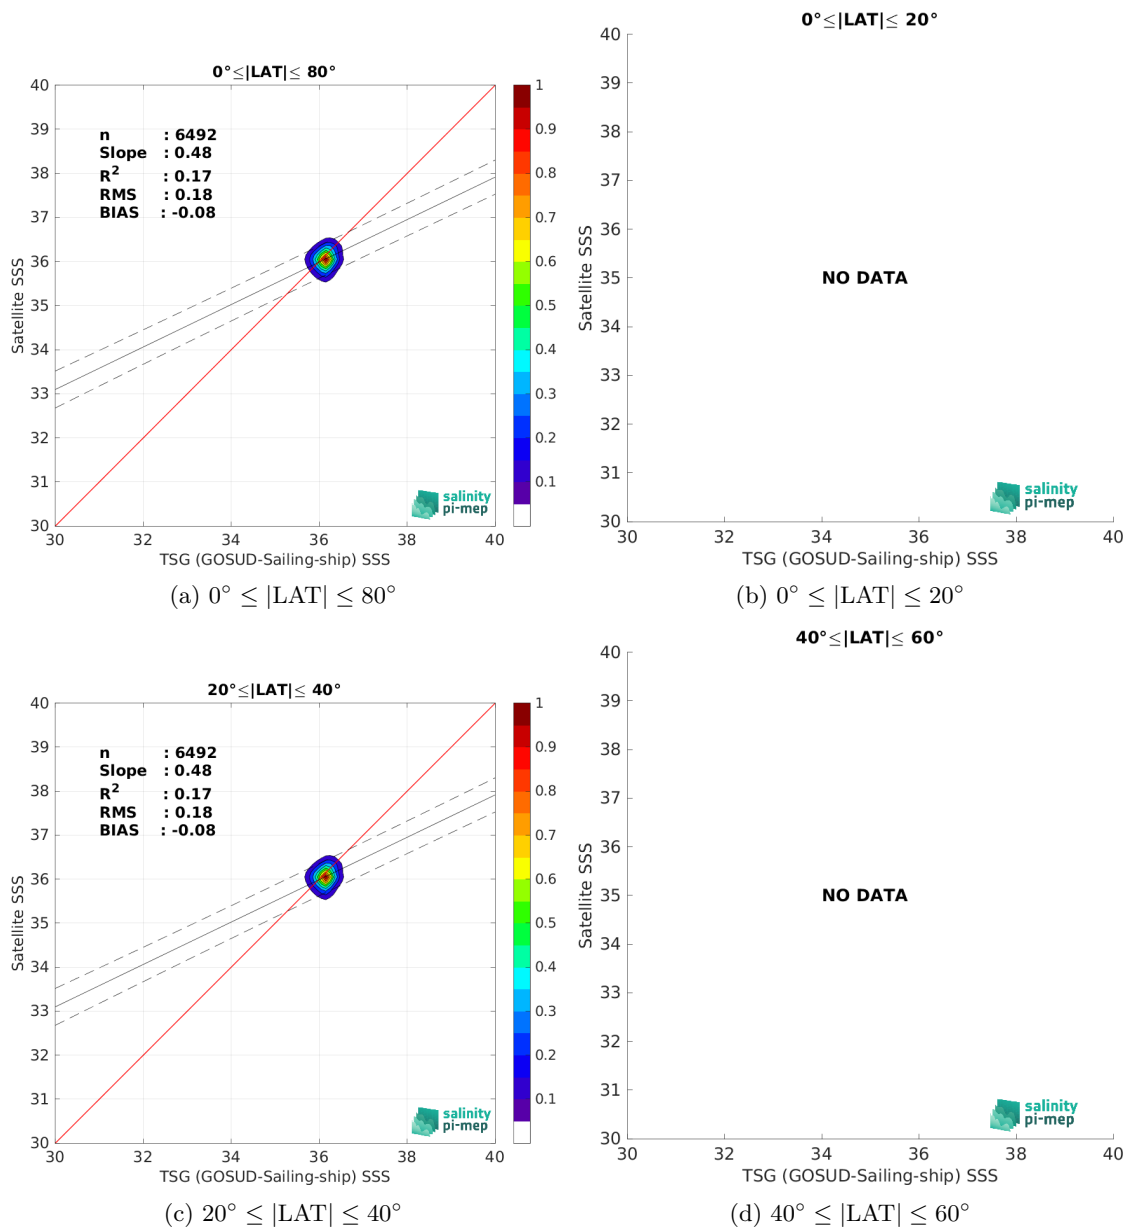 0°≤|LAT|≤ 80°
40
39
38
37
36
35
34
33
32
31
30
30
32
34
36
38
40
Satellite SSS
TSG (GOSUD-Sailing-ship) SSS
n : 6492
Slope : 0.48
R² : 0.17
RMS : 0.18
BIAS : -0.08
1
0.9
0.8
0.7
0.6
0.5
0.4
0.3
0.2
0.1
salinity
pi-mep
(a) 0° ≤ |LAT| ≤ 80°
0°≤|LAT|≤ 20°
40
39
38
37
36
35
34
33
32
31
30
30
32
34
36
38
40
Satellite SSS
TSG (GOSUD-Sailing-ship) SSS
NO DATA
salinity
pi-mep
(b) 0° ≤ |LAT| ≤ 20°
20°≤|LAT|≤ 40°
40
39
38
37
36
35
34
33
32
31
30
30
32
34
36
38
40
Satellite SSS
TSG (GOSUD-Sailing-ship) SSS
n : 6492
Slope : 0.48
R² : 0.17
RMS : 0.18
BIAS : -0.08
1
0.9
0.8
0.7
0.6
0.5
0.4
0.3
0.2
0.1
salinity
pi-mep
(c) 20° ≤ |LAT| ≤ 40°
40°≤|LAT|≤ 60°
40
39
38
37
36
35
34
33
32
31
30
30
32
34
36
38
40
Satellite SSS
TSG (GOSUD-Sailing-ship) SSS
NO DATA
salinity
pi-mep
(d) 40° ≤ |LAT| ≤ 60°